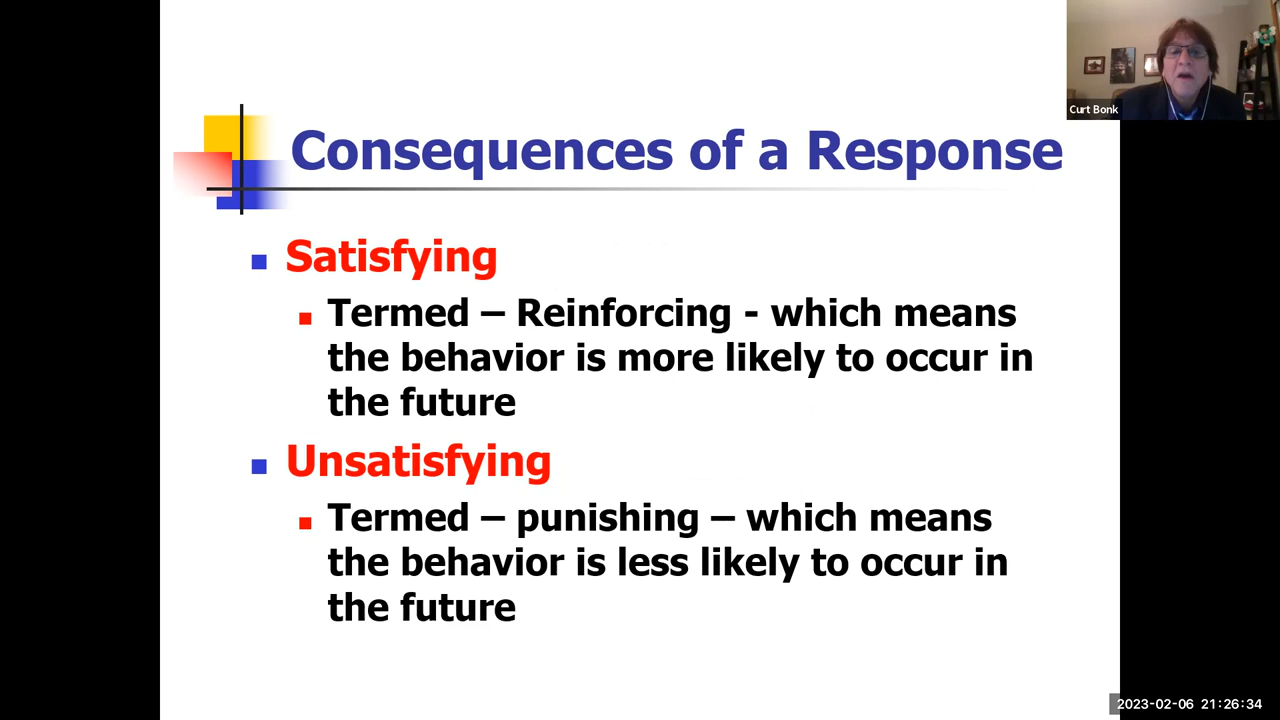 Curt Bonk
Consequences of a Response
Satisfying
Termed – Reinforcing - which means
the behavior is more likely to occur in
the future
Unsatisfying
Termed – punishing – which means
the behavior is less likely to occur in
the future
2023-02-06 21:26:34